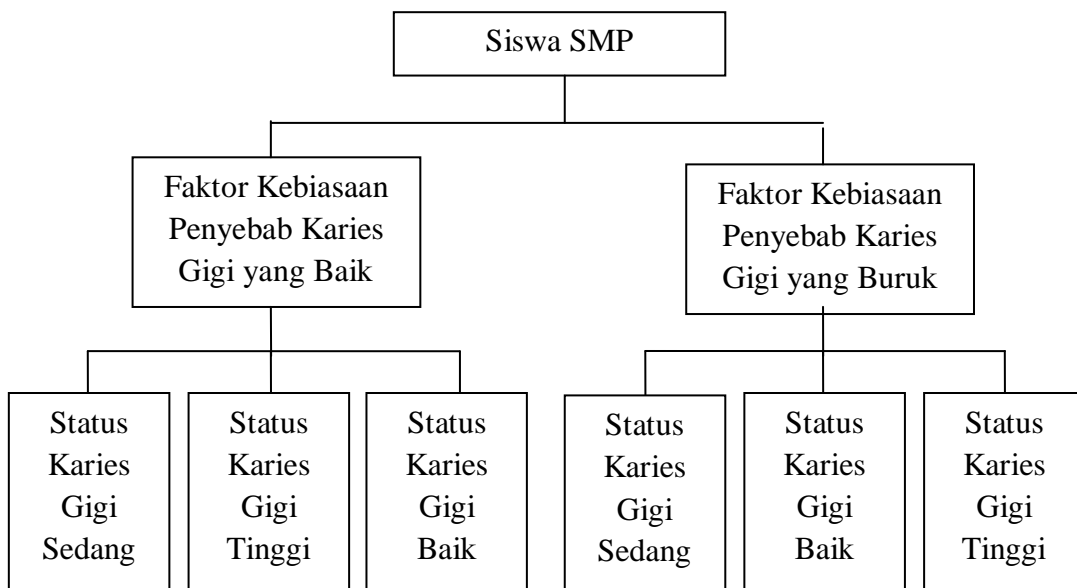 Siswa SMP
Faktor Kebiasaan
Penyebab Karies
Gigi yang Baik
Faktor Kebiasaan
Penyebab Karies
Gigi yang Buruk
Status
Karies
Gigi
Sedang
Status
Karies
Gigi
Tinggi
Status
Karies
Gigi
Baik
Status
Karies
Gigi
Sedang
Status
Karies
Gigi
Baik
Status
Karies
Gigi
Tinggi